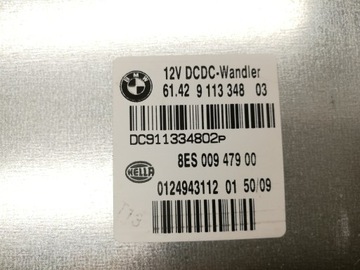 BMW
12V DCDC-Wandler
61.42 9 113 348 03
DC911334802P
8ES 009 479 00
HELLA
0124943112 01 50/09